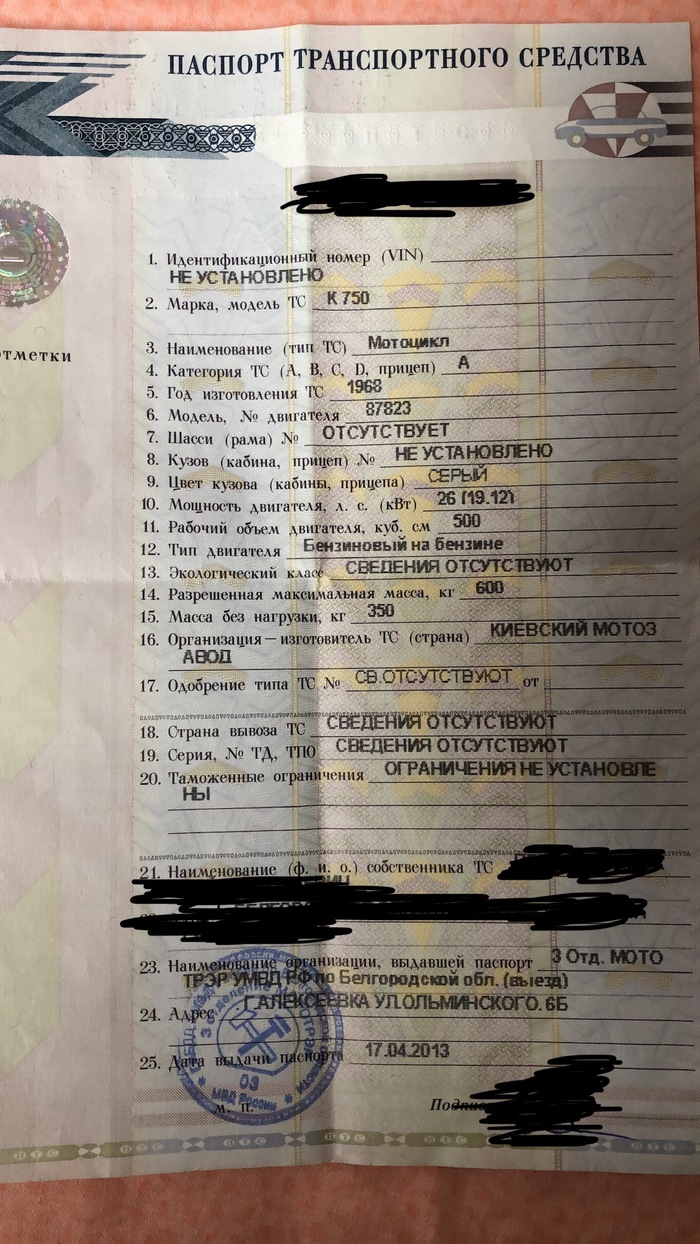 ПАСПОРТ ТРАНСПОРТНОГО СРЕДСТВА
1. Идентификационный номер (VIN)
НЕ УСТАНОВЛЕНО
2. Марка, модель ТС К 750
отметки
3. Наименование (тип ТС) Мотоцикл
4. Категория ТС (А, В, С, D, прицеп) А
5. Год изготовления ТС 1968
6. Модель, № двигателя 87823
7. Шасси (рама) № ОТСУТСТВУЕТ
8. Кузов (кабина, прицеп) № НЕ УСТАНОВЛЕНО
9. Цвет кузова (кабины, прицепа) СЕРЫЙ
10. Мощность двигателя, л. с. (кВт) 26 (19.12)
11. Рабочий объем двигателя, куб. см 500
12. Тип двигателя Бензиновый на бензине
13. Экологический класс СВЕДЕНИЯ ОТСУТСТВУЮТ
14. Разрешенная максимальная масса, кг 600
15. Масса без нагрузки, кг 350
16. Организация — изготовитель ТС (страна) КИЕВСКИЙ МОТОЗ
АВОД
17. Одобрение типа ТС № СВ.ОТСУТСТВУЮТ от
18. Страна вывоза ТС СВЕДЕНИЯ ОТСУТСТВУЮТ
19. Серия, № ТД, ТПО СВЕДЕНИЯ ОТСУТСТВУЮТ
20. Таможенные ограничения ОГРАНИЧЕНИЯ НЕ УСТАНОВЛЕ
НЫ
21. Наименование (ф. и. о.) собственника ТС
23. Наименование организации, выдавшей паспорт 3 Отд. МОТО
ТРЭР УМВД РФ по Белгородской обл. (выезд)
24. Адрес Г.АЛЕКСЕЕВКА УЛ.ОЛЬМИНСКОГО. 6Б
25. Дата выдачи паспорта 17.04.2013
03
МВД России
м. п.